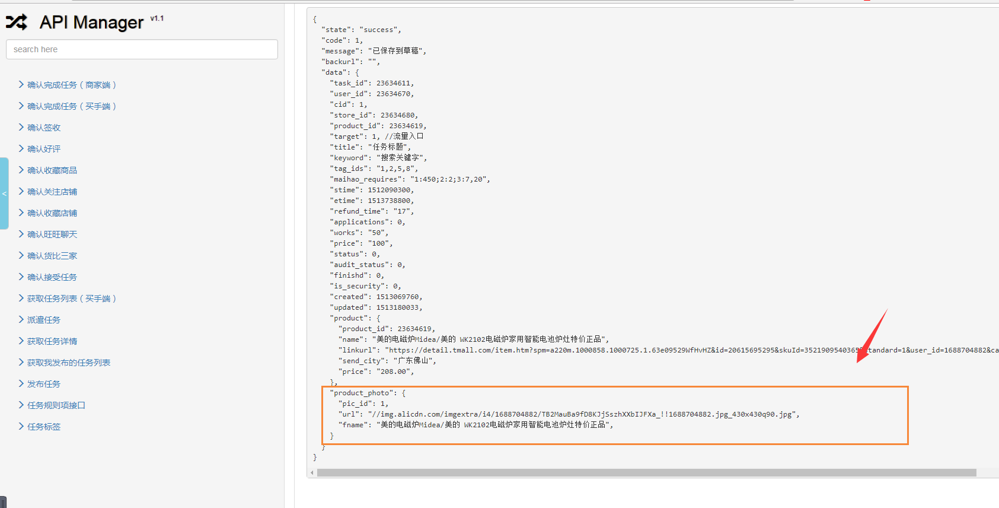 API Manager v1.1
search here
确认完成任务（商家端）
确认完成任务（买手端）
确认签收
确认好评
确认收藏商品
确认关注店铺
确认收藏店铺
确认旺旺聊天
确认货比三家
确认接受任务
获取任务列表（买手端）
派遣任务
获取任务详情
获取我发布的任务列表
发布任务
任务规则项接口
任务标签
<
{
"state": "success",
"code": 1,
"message": "已保存到草稿",
"backurl": "",
"data": {
"task_id": 23634611,
"user_id": 23634670,
"cid": 1,
"store_id": 23634680,
"product_id": 23634619,
"target": 1, //流量入口
"title": "任务标题",
"keyword": "搜索关键字",
"tag_ids": "1,2,5,8",
"maihao_requires": "1:450;2:2;3:7,20",
"stime": 1512090300,
"etime": 1513738800,
"refund_time": "17",
"applications": 0,
"works": "50",
"price": "100",
"status": 0,
"audit_status": 0,
"finishd": 0,
"is_security": 0,
"created": 1513069760,
"updated": 1513180033,
"product": {
"product_id": 23634619,
"name": "美的电磁炉Midea/美的 WK2102电磁炉家用智能电池炉灶特价正品",
"linkurl": "https://detail.tmall.com/item.htm?spm=a220m.1000858.1000725.1.63e09529WfHvHZ&id=20615695295&skuId=3521909540365&standard=1&user_id=1688704882&ca
"send_city": "广东佛山",
"price": "208.00",
},
"product_photo": {
"pic_id": 1,
"url": "//img.alicdn.com/imgextra/i4/1688704882/TB2MauBa9fD8KJjSszhXXbIJFXa_!!1688704882.jpg_430x430q90.jpg",
"fname": "美的电磁炉Midea/美的 WK2102电磁炉家用智能电池炉灶特价正品",
}
}
}